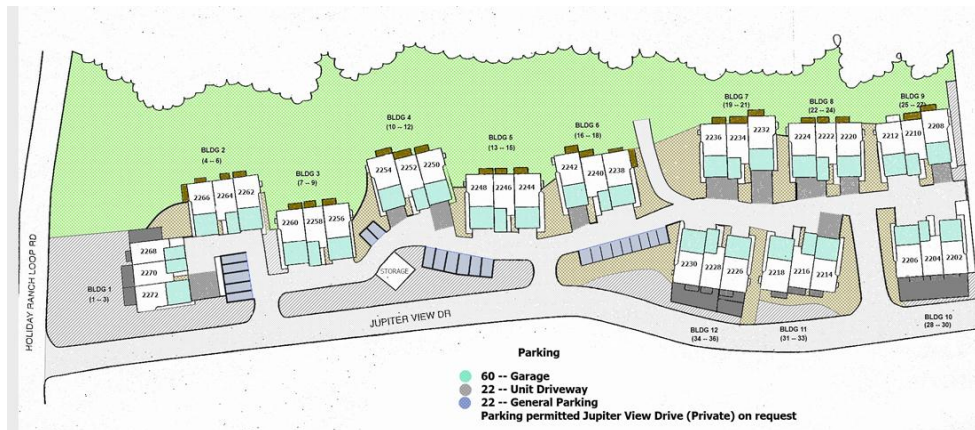 BLDG 7
(19 -- 21)
BLDG 8
(22 -- 24)
BLDG 9
(25 -- 27)
BLDG 4
(10 -- 12)
BLDG 6
(16 -- 18)
BLDG 5
(13 -- 15)
BLDG 2
(4 -- 6)
BLDG 3
(7 -- 9)
2236 2234 2232
2224 2222 2220
2212 2210 2208
2254 2252 2250
2248 2246 2244
2242 2240 2238
2266 2264 2262
2260 2258 2256
2268
2270
2272
BLDG 1
(1 -- 3)
STORAGE
2230 2228 2226
2218 2216 2214
2206 2204 2202
HOLIDAY RANCH LOOP RD
JUPITER VIEW DR
BLDG 12
(34 -- 36)
BLDG 11
(31 -- 33)
BLDG 10
(28 -- 30)
Parking
60 -- Garage
22 -- Unit Driveway
22 -- General Parking
Parking permitted Jupiter View Drive (Private) on request